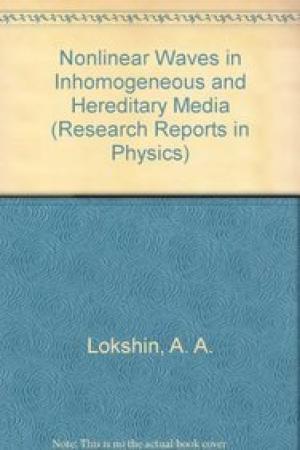 Nonlinear Waves in
Inhomogeneous and
Hereditary Media
(Research Reports in
Physics)
Lokshin, A. A.
Note: This is no the actual book cover